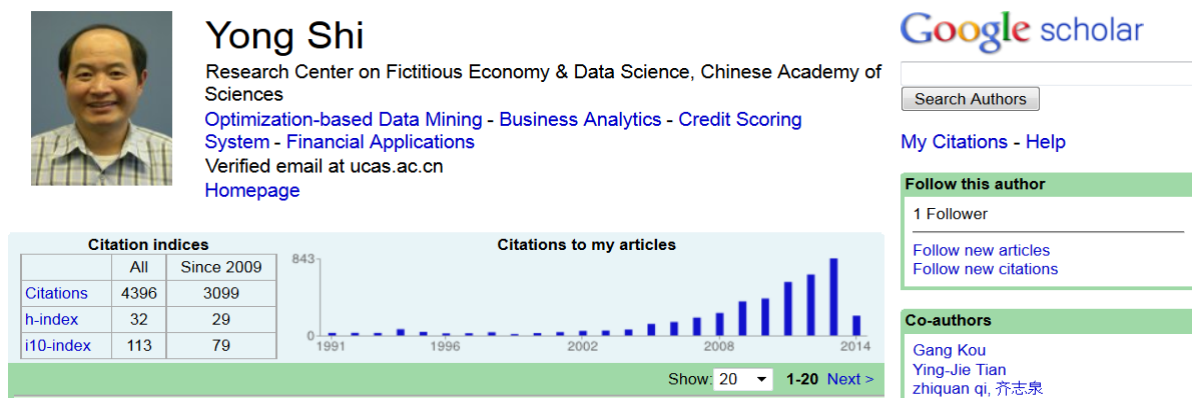 Yong Shi
Research Center on Fictitious Economy & Data Science, Chinese Academy of
Sciences
Optimization-based Data Mining - Business Analytics - Credit Scoring
System - Financial Applications
Verified email at ucas.ac.cn
Homepage
Google scholar
Search Authors
My Citations - Help
Follow this author
1 Follower
Follow new articles
Follow new citations
Citation indices
All Since 2009
Citations 4396 3099
h-index 32 29
i10-index 113 79
Citations to my articles
843
0
1991 1996 2002 2008 2014
Show: 20 1-20 Next >
Co-authors
Gang Kou
Ying-Jie Tian
zhiquan qi, 齐志泉